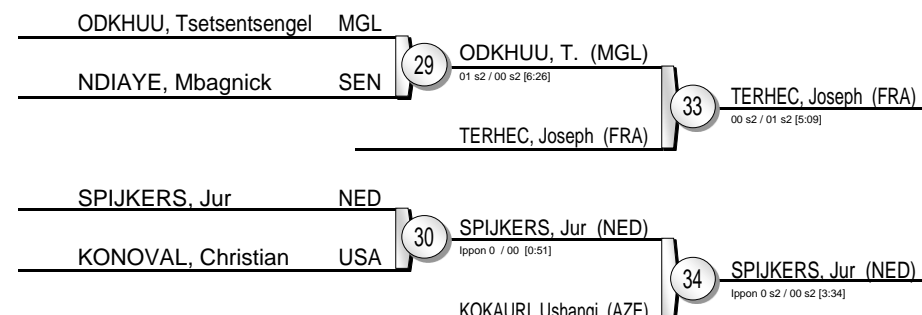 ODKHUU, Tsetsentsengel MGL
29
ODKHUU, T. (MGL)
01 s2 / 00 s2 [6:26]
NDIAYE, Mbagnick SEN
33
TERHEC, Joseph (FRA)
00 s2 / 01 s2 [5:09]
TERHEC, Joseph (FRA)
SPIJKERS, Jur NED
30
SPIJKERS, Jur (NED)
Ippon 0 / 00 [0:51]
KONOVAL, Christian USA
34
SPIJKERS, Jur (NED)
Ippon 0 s2 / 00 s2 [3:34]
KOKAURI, Ushangi (AZE)